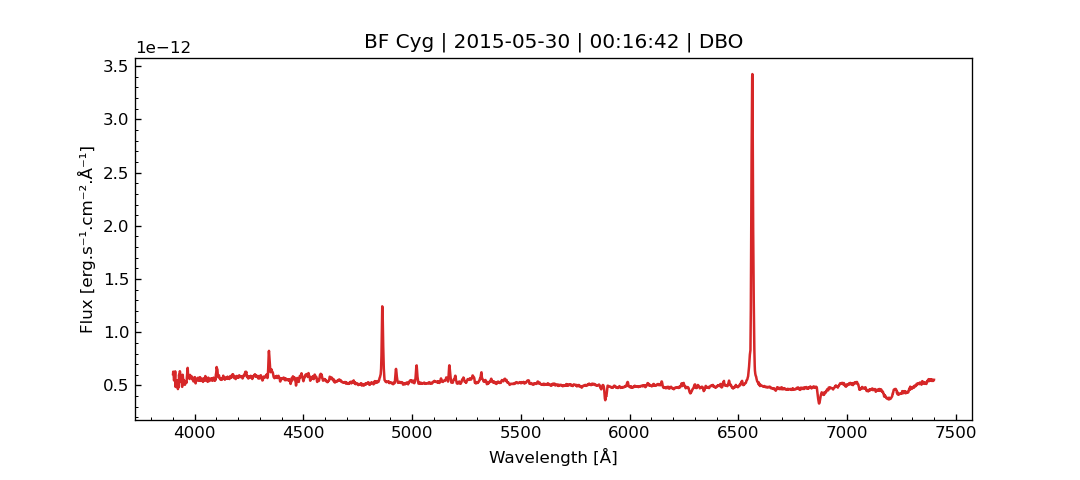 BF Cyg | 2015-05-30 | 00:16:42 | DBO
1e−12
3.5
3.0
2.5
2.0
1.5
1.0
0.5
Flux [erg.s⁻¹.cm⁻².Å⁻¹]
4000 4500 5000 5500 6000 6500 7000 7500
Wavelength [Å]